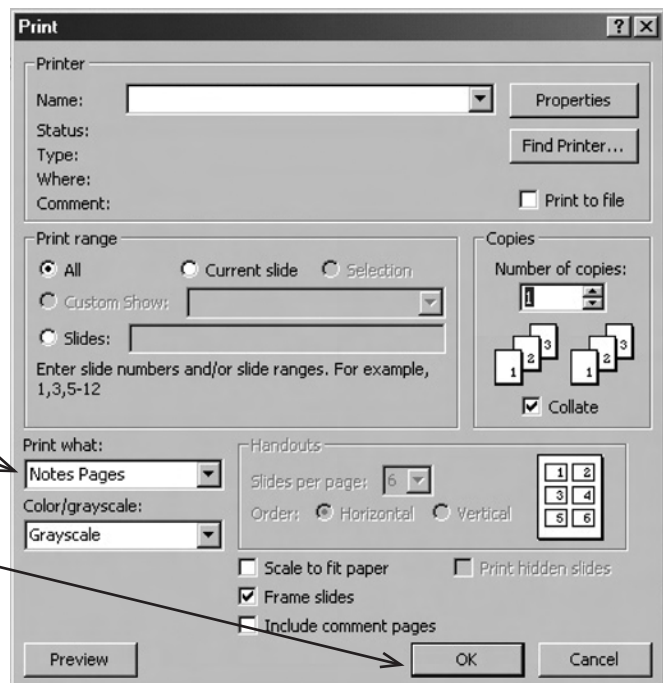 Print
Printer
Name:
Properties
Status:
Type:
Find Printer...
Where:
Comment:
Print to file
Print range
All Current slide Selection
Custom Show:
Slides:
Enter slide numbers and/or slide ranges. For example,
1,3,5-12
Copies
Number of copies:
1
1 2 3 1 2 3
Collate
Print what:
Notes Pages
Color/grayscale:
Grayscale
Handouts
Slides per page: 6
Order: Horizontal Vertical
1 2
3 4
5 6
Scale to fit paper Print hidden slides
Frame slides
Include comment pages
Preview OK Cancel